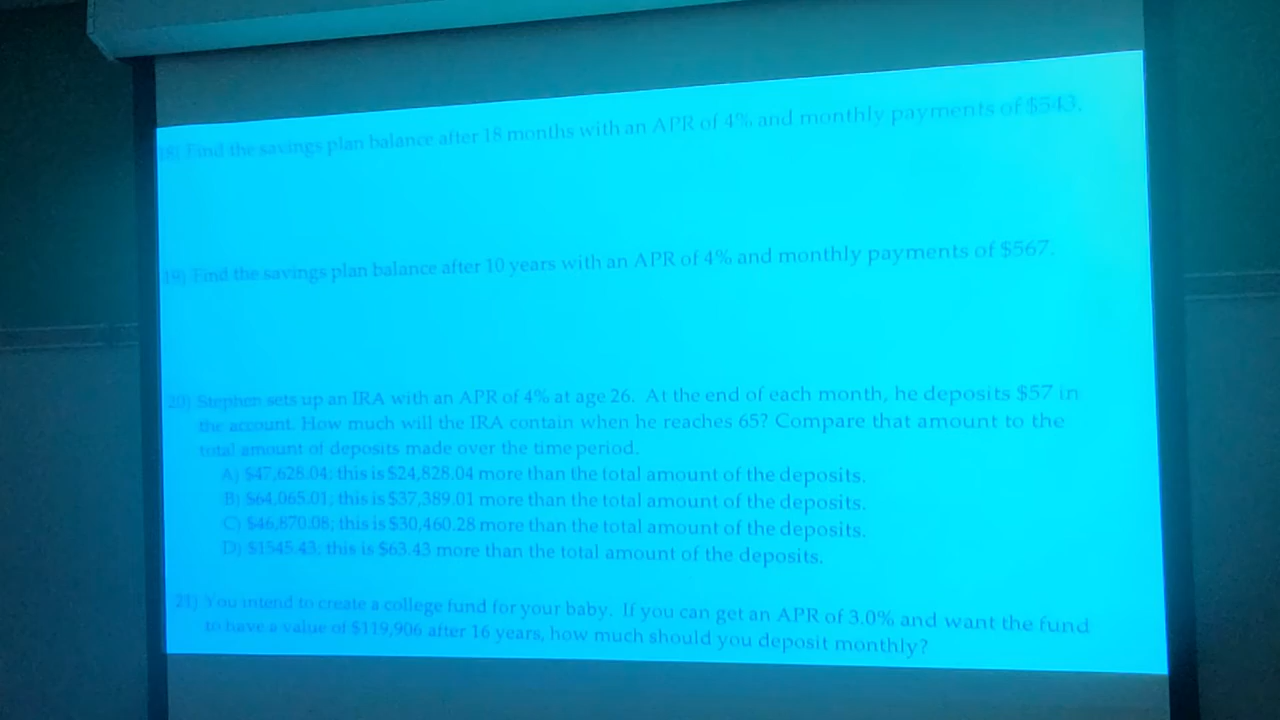 18) Find the savings plan balance after 18 months with an APR of 4% and monthly payments of $543.
19) Find the savings plan balance after 10 years with an APR of 4% and monthly payments of $567.
20) Stephen sets up an IRA with an APR of 4% at age 26. At the end of each month, he deposits $57 in
the account. How much will the IRA contain when he reaches 65? Compare that amount to the
total amount of deposits made over the time period.
A) $47,628.04; this is $24,828.04 more than the total amount of the deposits.
B) $64,065.01; this is $37,389.01 more than the total amount of the deposits.
C) $46,870.08; this is $30,460.28 more than the total amount of the deposits.
D) $1545.43; this is $63.43 more than the total amount of the deposits.
21) You intend to create a college fund for your baby. If you can get an APR of 3.0% and want the fund
to have a value of $119,906 after 16 years, how much should you deposit monthly?